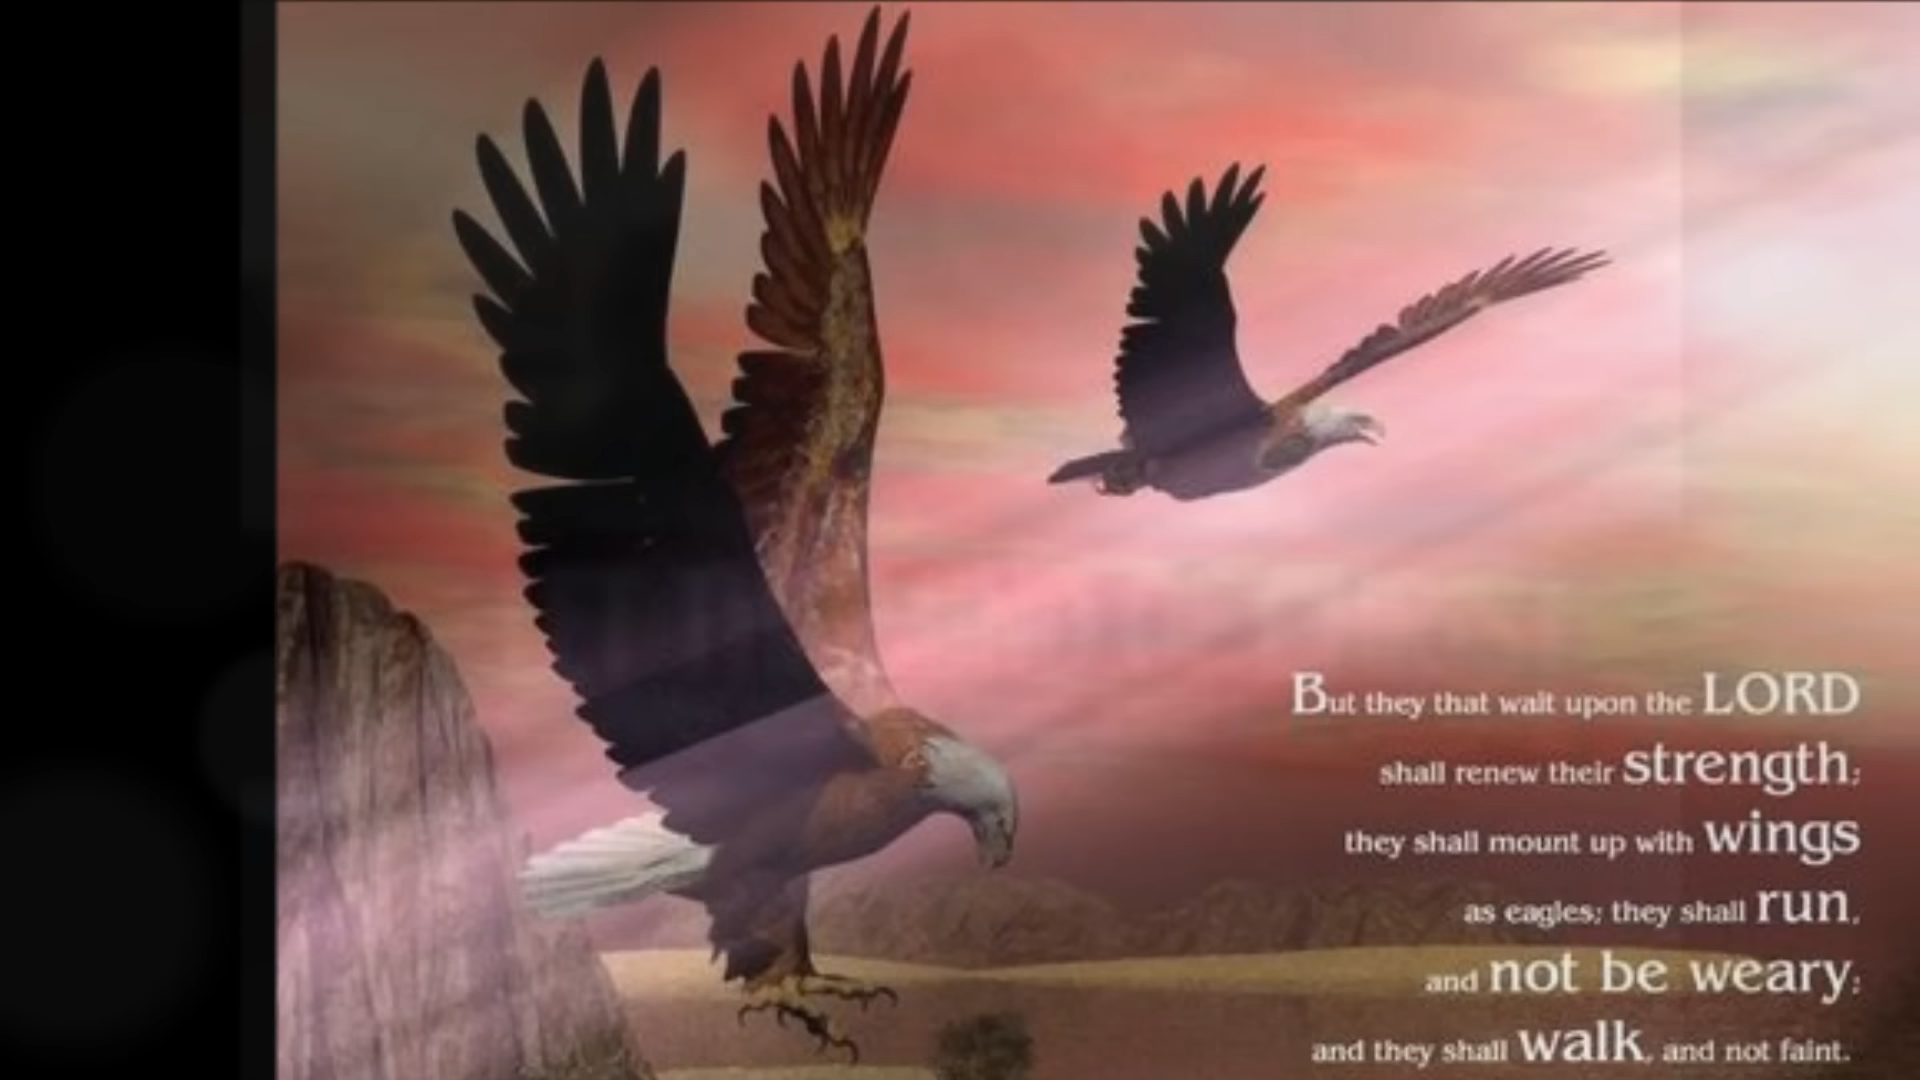 But they that wait upon the LORD
shall renew their strength;
they shall mount up with wings
as eagles; they shall run,
and not be weary;
and they shall walk, and not faint.